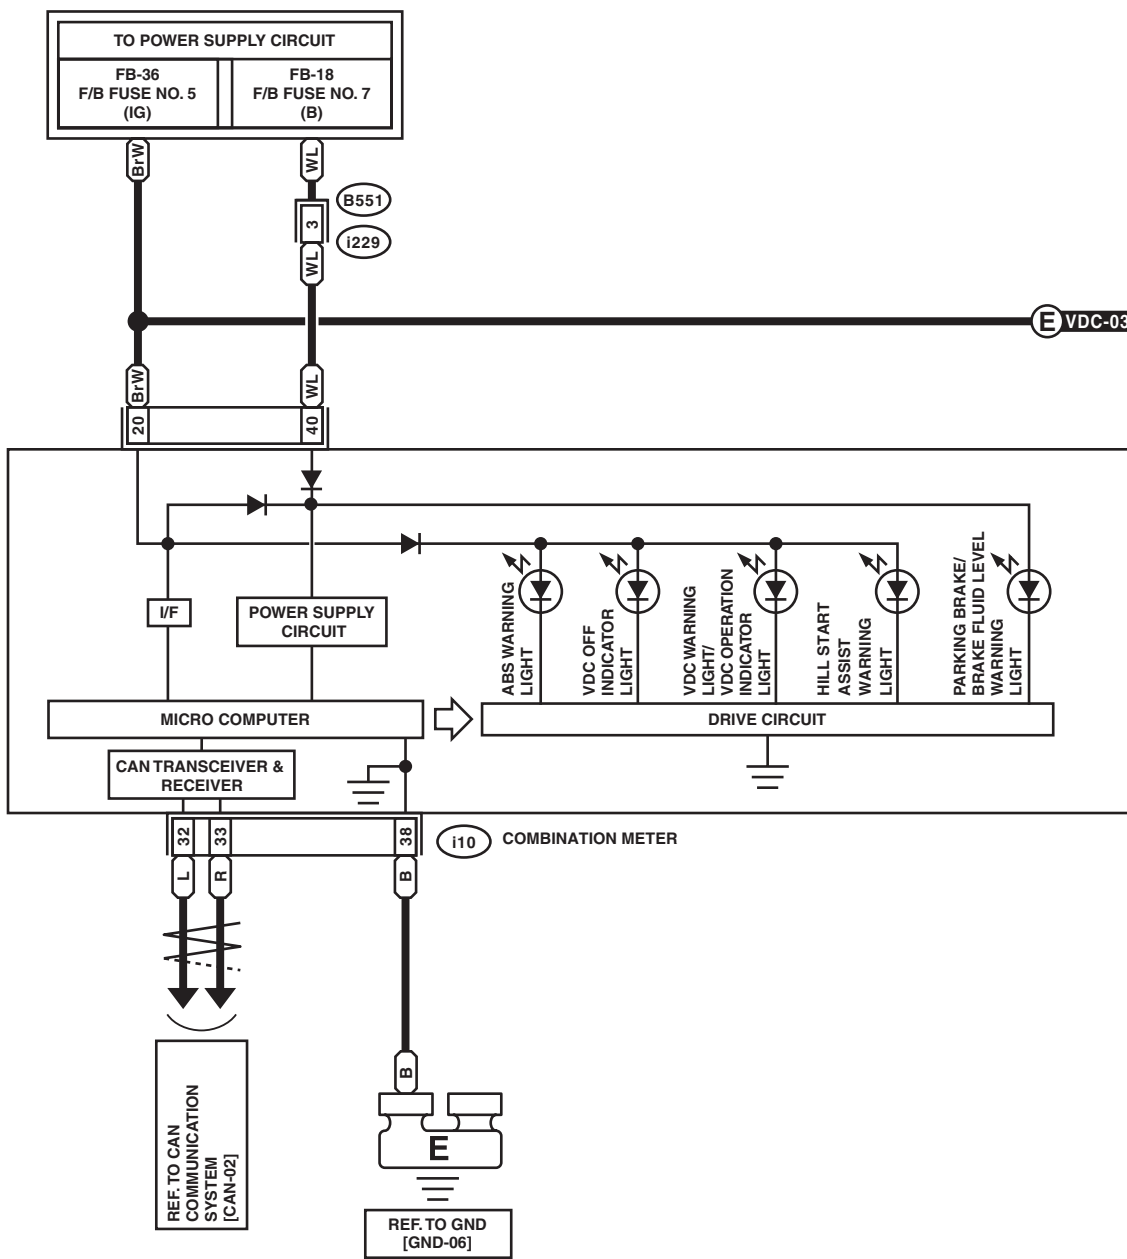 TO POWER SUPPLY CIRCUIT
FB-36
F/B FUSE NO. 5
(IG)
FB-18
F/B FUSE NO. 7
(B)
BrW
WL
B551
3
i229
WL
E VDC-03
BrW
WL
20
40
I/F
POWER SUPPLY
CIRCUIT
ABS WARNING
LIGHT
VDC OFF
INDICATOR
LIGHT
VDC WARNING
LIGHT/
VDC OPERATION
INDICATOR
LIGHT
HILL START
ASSIST
WARNING
LIGHT
PARKING BRAKE/
BRAKE FLUID LEVEL
WARNING
LIGHT
MICRO COMPUTER
DRIVE CIRCUIT
CAN TRANSCEIVER &
RECEIVER
32
33
38
i10
COMBINATION METER
L
R
B
B
E
REF. TO CAN
COMMUNICATION
SYSTEM
[CAN-02]
REF. TO GND
[GND-06]